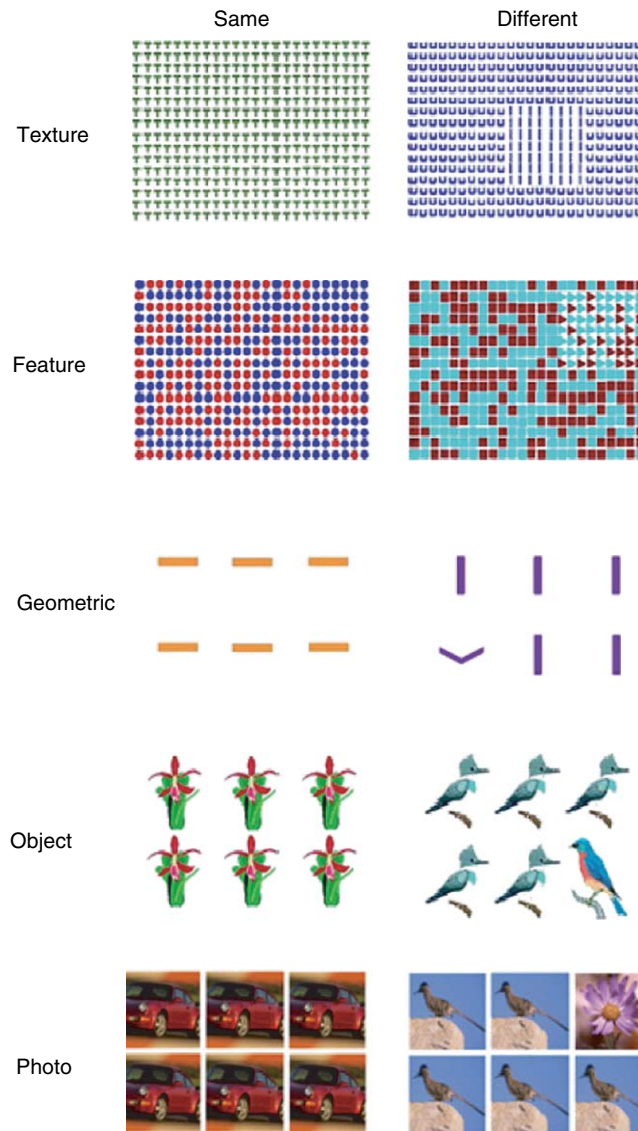 Same Different
Texture
Feature
Geometric
Object
Photo